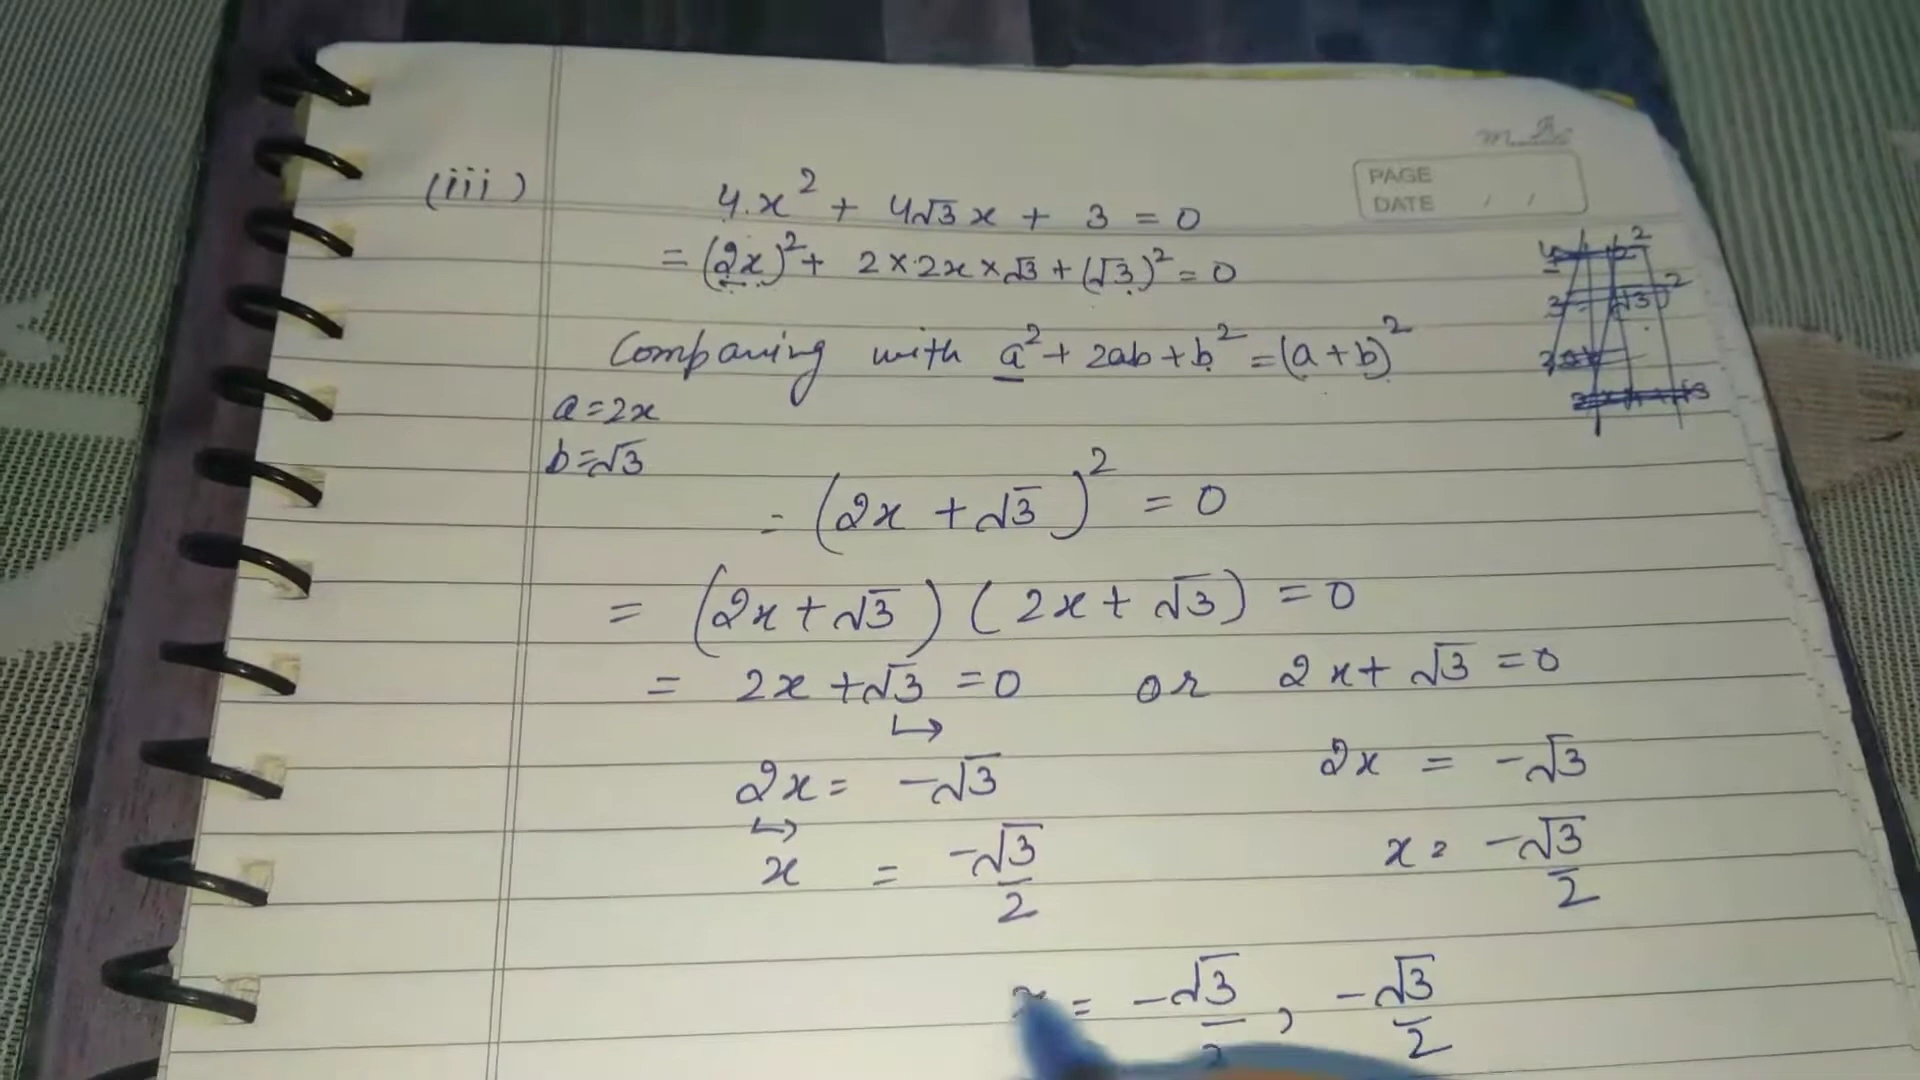 PAGE
DATE / /
(iii) 4.x² + 4√3x + 3 = 0
= (2x)² + 2×2x×√3 + (√3)² = 0
Comparing with a² + 2ab + b² = (a+b)²
a=2x
b=√3
= (2x + √3)² = 0
= (2x+√3) (2x+√3) = 0
= 2x+√3 = 0 or 2x+√3 = 0
2x = -√3 2x = -√3
x = -√3/2 x = -√3/2
x = -√3/2, -√3/2